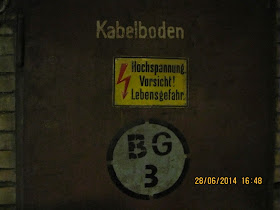 Kabelboden
Hochspannung
Vorsicht!
Lebensgefahr.
BG
3
28/06/2014 16:48